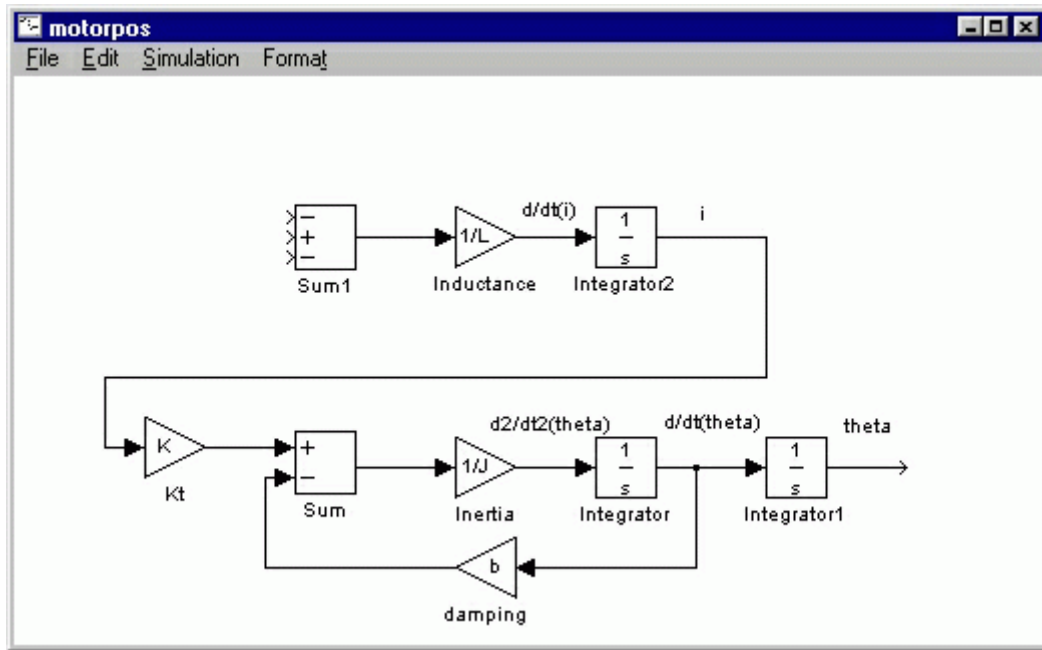 motorpos
File Edit Simulation Format
d/dt(i) i
− 1
+ 1/L
− s
Sum1 Inductance Integrator2
d2/dt2(theta) d/dt(theta) theta
K + 1 1
− 1/J s s
Kt Sum Inertia Integrator Integrator1
b
damping